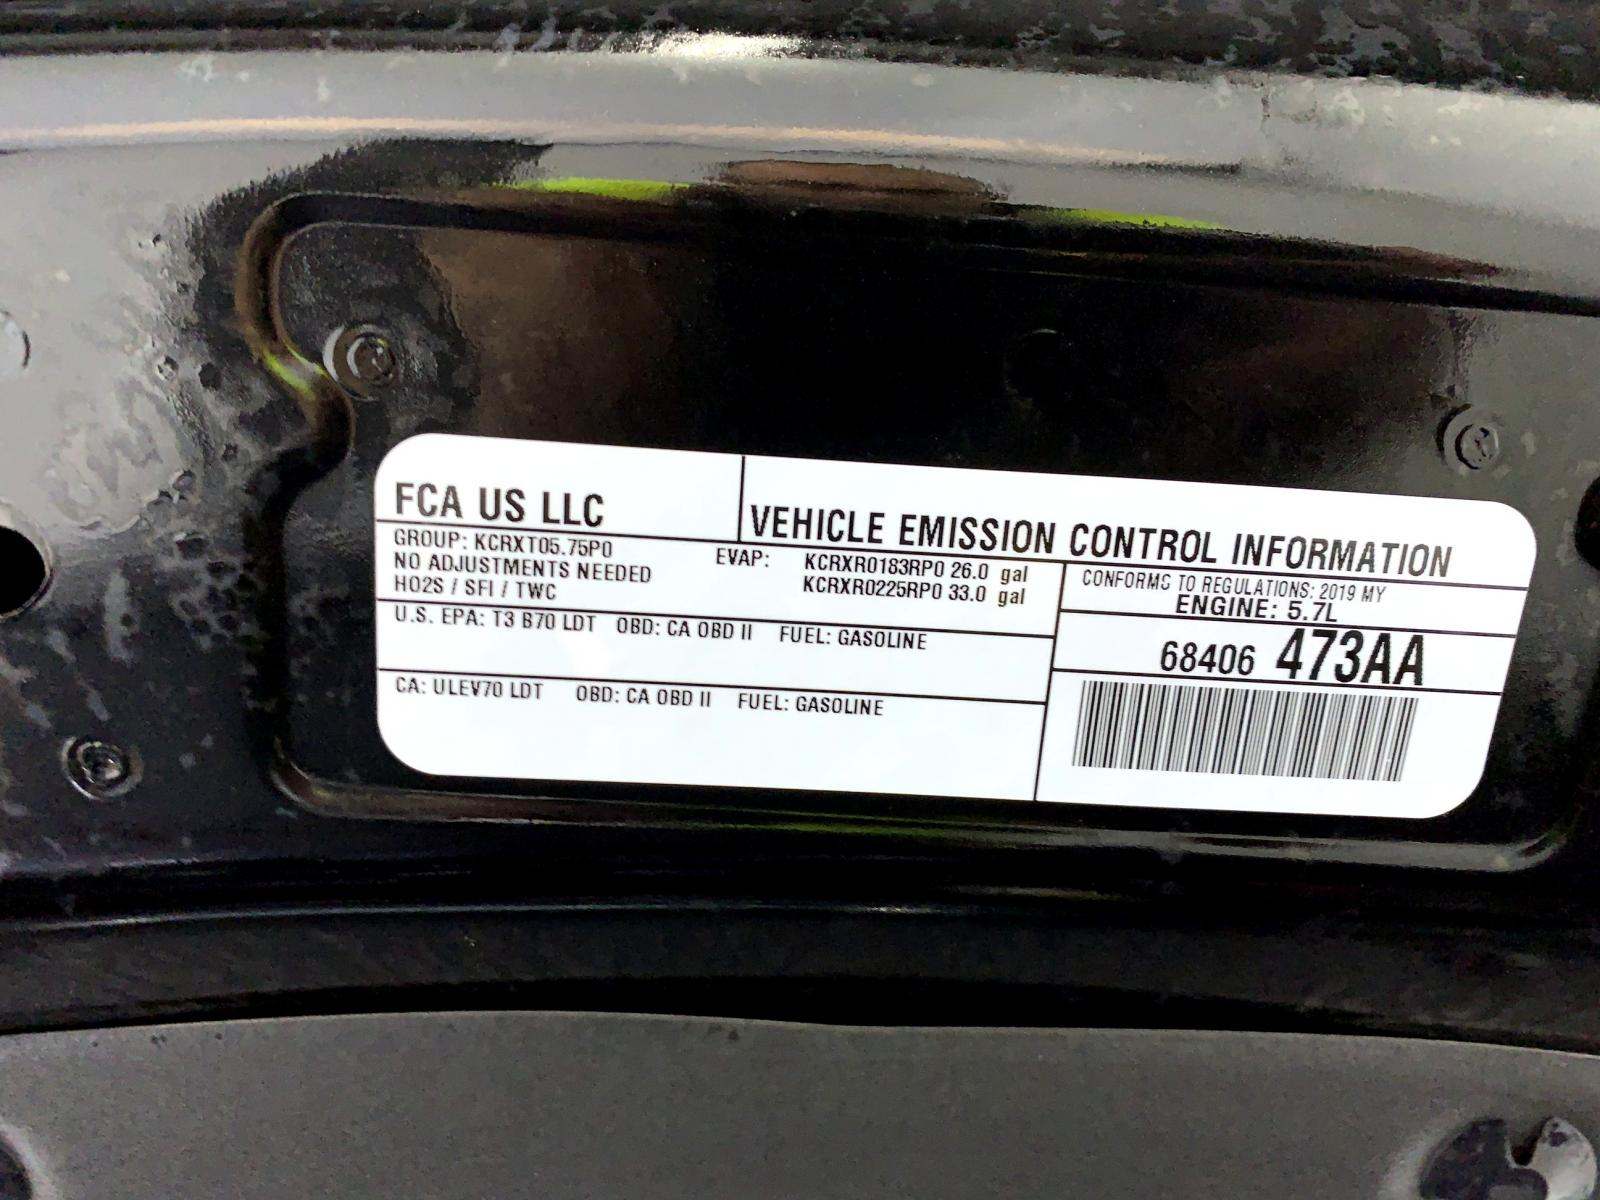 FCA US LLC
VEHICLE EMISSION CONTROL INFORMATION
GROUP: KCRXT05.75P0
NO ADJUSTMENTS NEEDED
HO2S / SFI / TWC
EVAP: KCRXR0183RP0 26.0 gal
KCRXR0225RP0 33.0 gal
CONFORMS TO REGULATIONS: 2019 MY
ENGINE: 5.7L
U.S. EPA: T3 B70 LDT OBD: CA OBD II FUEL: GASOLINE
68406 473AA
CA: ULEV70 LDT OBD: CA OBD II FUEL: GASOLINE